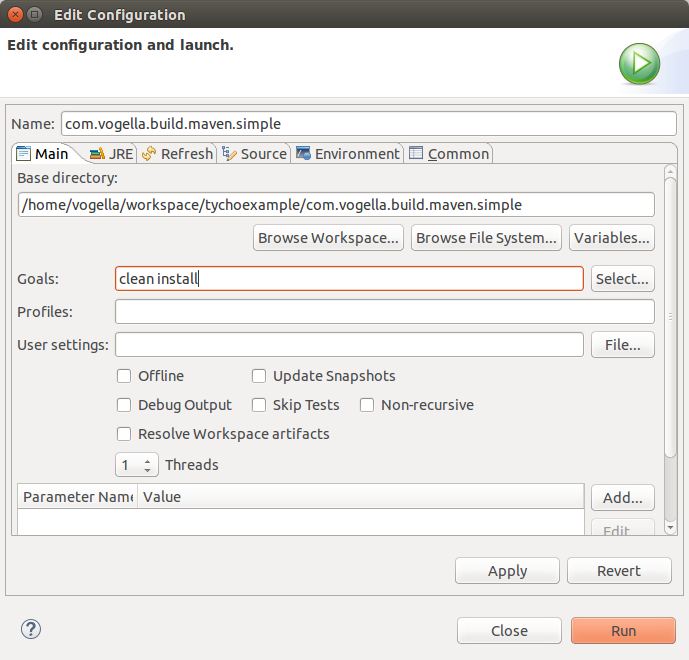 Edit Configuration
Edit configuration and launch.
Name: com.vogella.build.maven.simple
Main JRE Refresh Source Environment Common
Base directory:
/home/vogella/workspace/tychoexample/com.vogella.build.maven.simple
Browse Workspace... Browse File System... Variables...
Goals: clean install Select...
Profiles:
User settings: File...
Offline Update Snapshots
Debug Output Skip Tests Non-recursive
Resolve Workspace artifacts
1 Threads
Parameter Name Value Add...
Edit...
Apply Revert
? Close Run